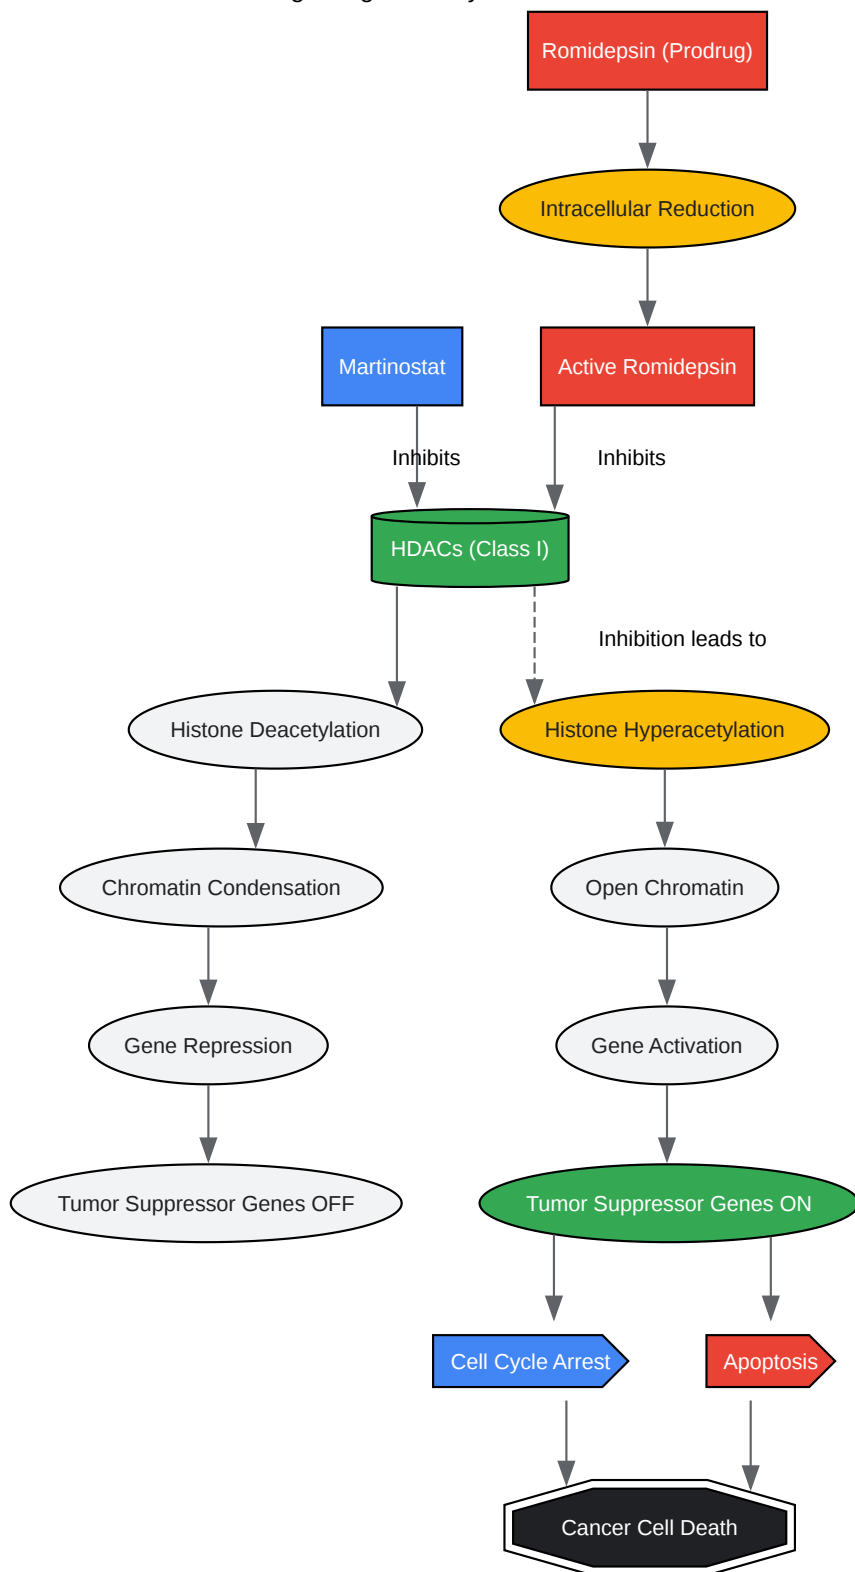 Romidepsin (Prodrug)
Intracellular Reduction
Martinostat
Active Romidepsin
Inhibits
Inhibits
HDACs (Class I)
Inhibition leads to
Histone Deacetylation
Histone Hyperacetylation
Chromatin Condensation
Open Chromatin
Gene Repression
Gene Activation
Tumor Suppressor Genes OFF
Tumor Suppressor Genes ON
Cell Cycle Arrest
Apoptosis
Cancer Cell Death